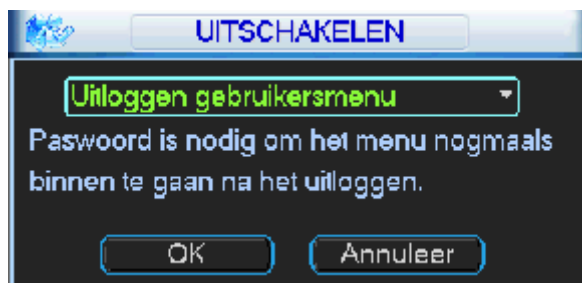 UITSCHAKELEN
Uitloggen gebruikersmenu
Paswoord is nodig om het menu nogmaals
binnen te gaan na het uitloggen.
OK Annuleer